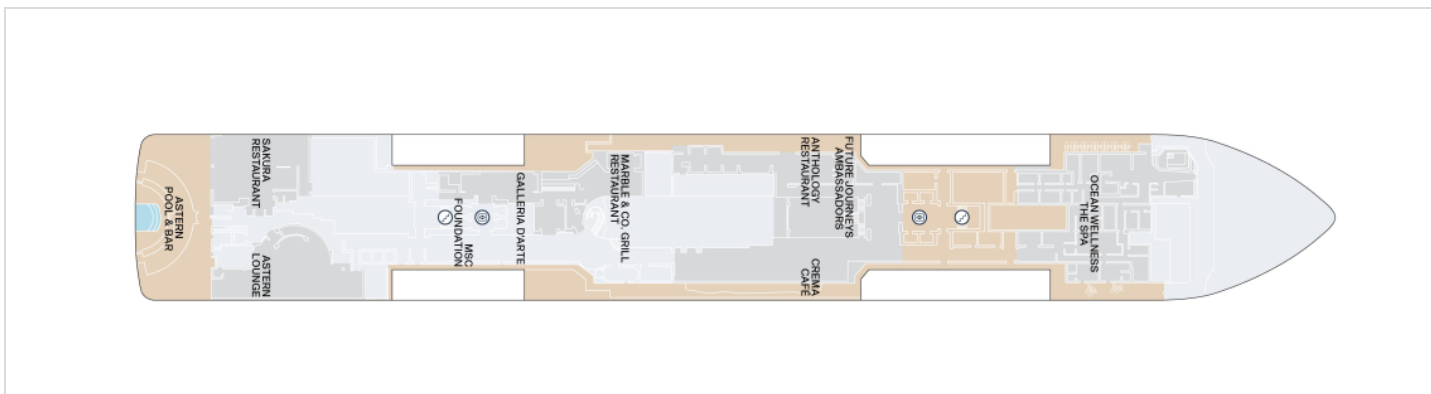 ASTERN
POOL & BAR
SAKURA
RESTAURANT
ASTERN
LOUNGE
MSC
FOUNDATION
GALLERIA D'ARTE
MARBLE & CO. GRILL
RESTAURANT
FUTURE JOURNEYS
AMBASSADORS
ANTHOLOGY
RESTAURANT
CREMA
CAFÉ
OCEAN WELLNESS
THE SPA